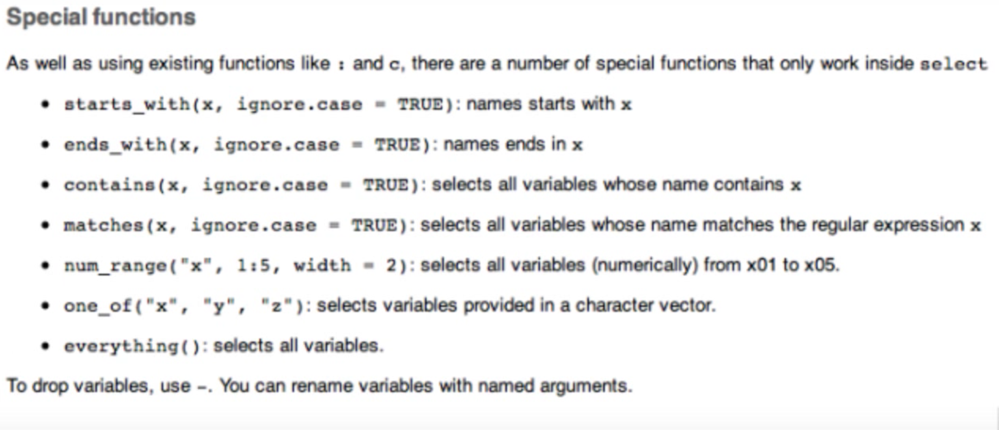 Special functions
As well as using existing functions like : and c, there are a number of special functions that only work inside select
• starts_with(x, ignore.case = TRUE): names starts with x
• ends_with(x, ignore.case = TRUE): names ends in x
• contains(x, ignore.case = TRUE): selects all variables whose name contains x
• matches(x, ignore.case = TRUE): selects all variables whose name matches the regular expression x
• num_range("x", 1:5, width = 2): selects all variables (numerically) from x01 to x05.
• one_of("x", "y", "z"): selects variables provided in a character vector.
• everything(): selects all variables.
To drop variables, use -. You can rename variables with named arguments.